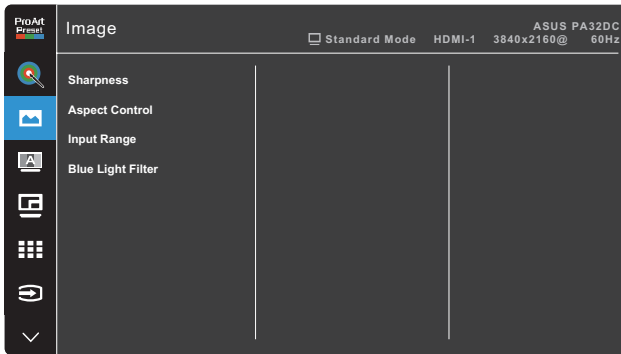 ProArt
Preset
Image
ASUS PA32DC
Standard Mode HDMI-1 3840x2160@ 60Hz
Sharpness
Aspect Control
Input Range
Blue Light Filter
A